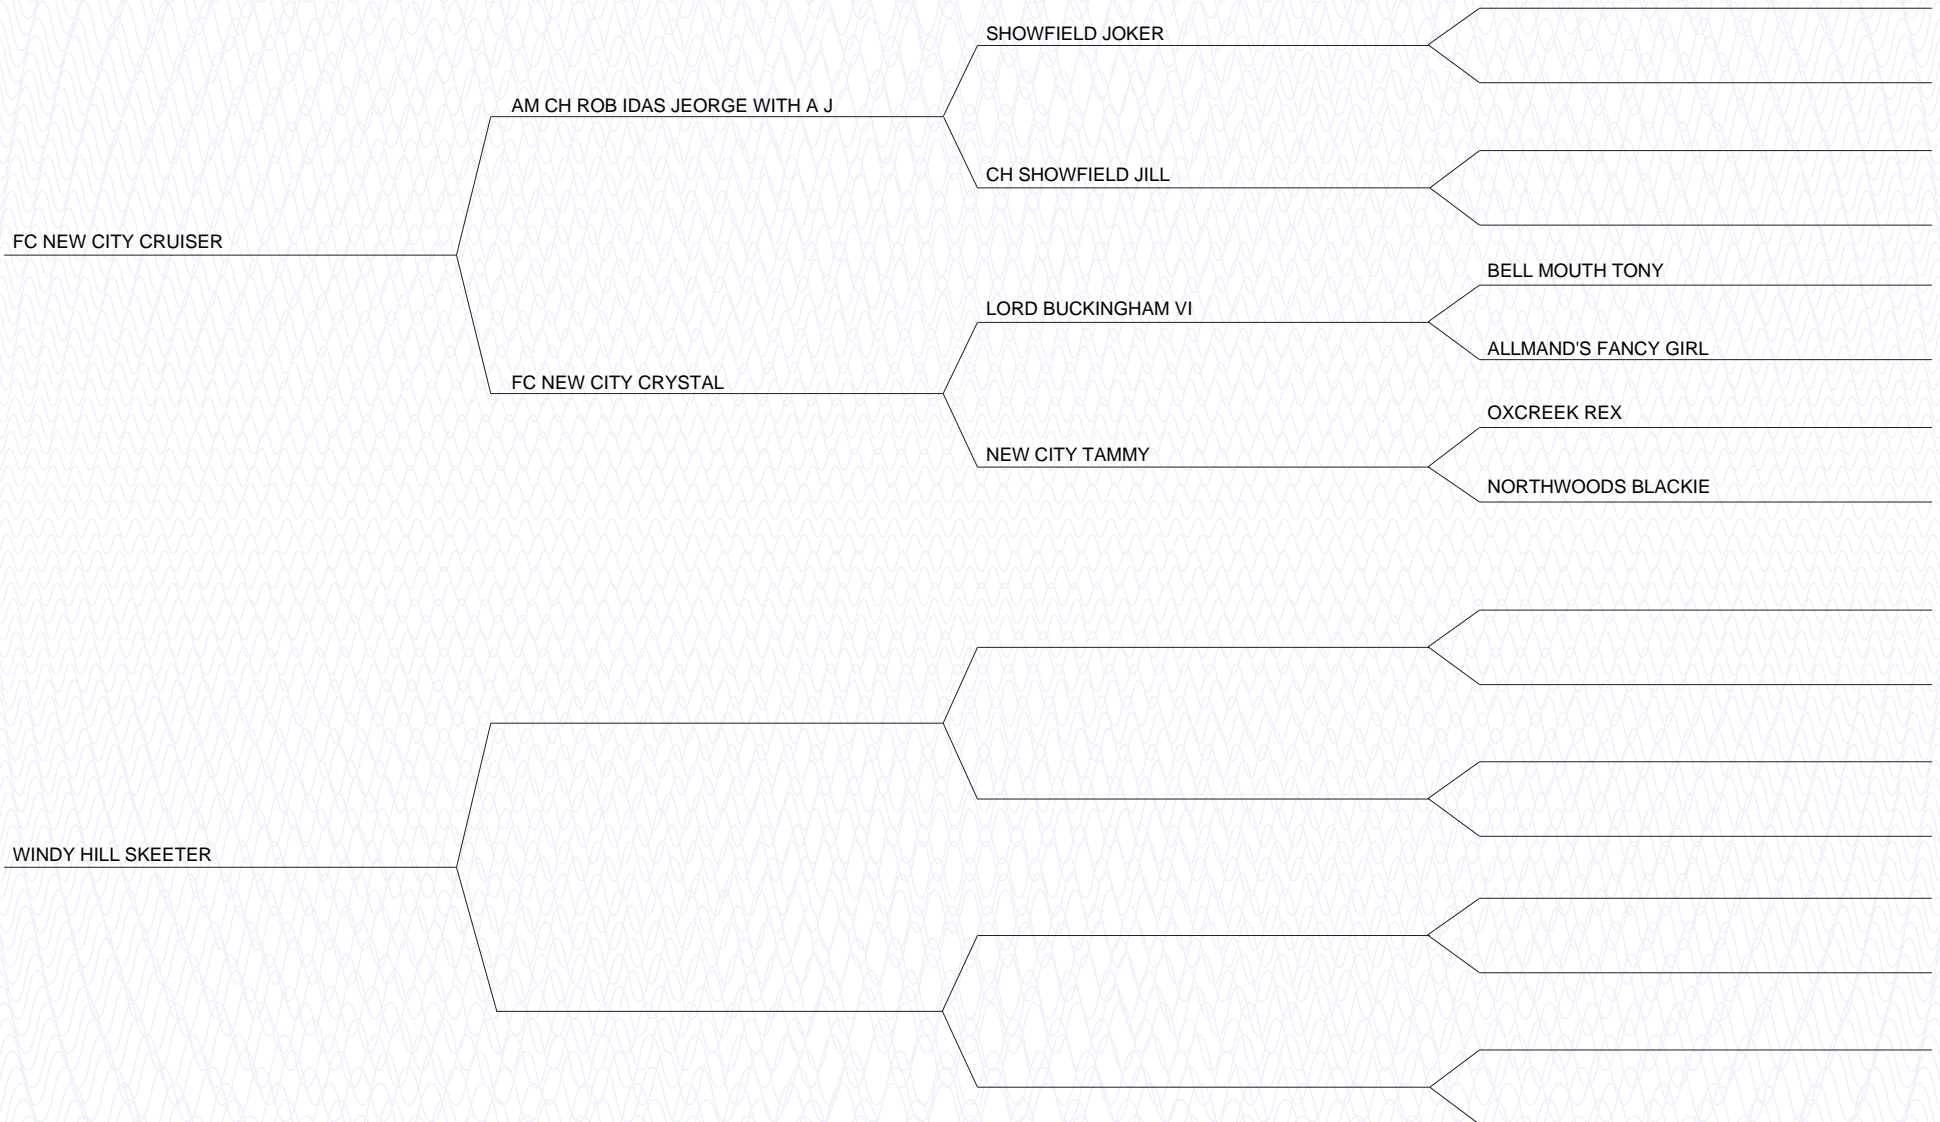 SHOWFIELD JOKER
AM CH ROB IDAS JEORGE WITH A J
CH SHOWFIELD JILL
FC NEW CITY CRUISER
BELL MOUTH TONY
LORD BUCKINGHAM VI
ALLMAND'S FANCY GIRL
FC NEW CITY CRYSTAL
OXCREEK REX
NEW CITY TAMMY
NORTHWOODS BLACKIE
WINDY HILL SKEETER